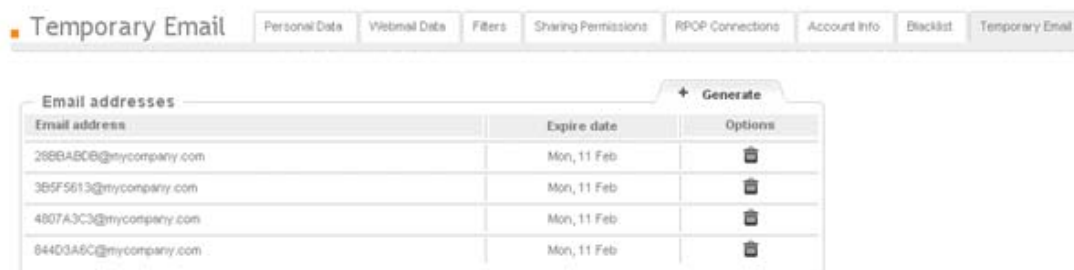 Temporary Email
Personal Data
Webmail Data
Filters
Sharing Permissions
RPOP Connections
Account Info
Blacklist
Temporary Email
Email addresses
+ Generate
Email address Expire date Options
28BBABDB@mycompany.com Mon, 11 Feb
3B5F5613@mycompany.com Mon, 11 Feb
4807A3C3@mycompany.com Mon, 11 Feb
844D3A6C@mycompany.com Mon, 11 Feb